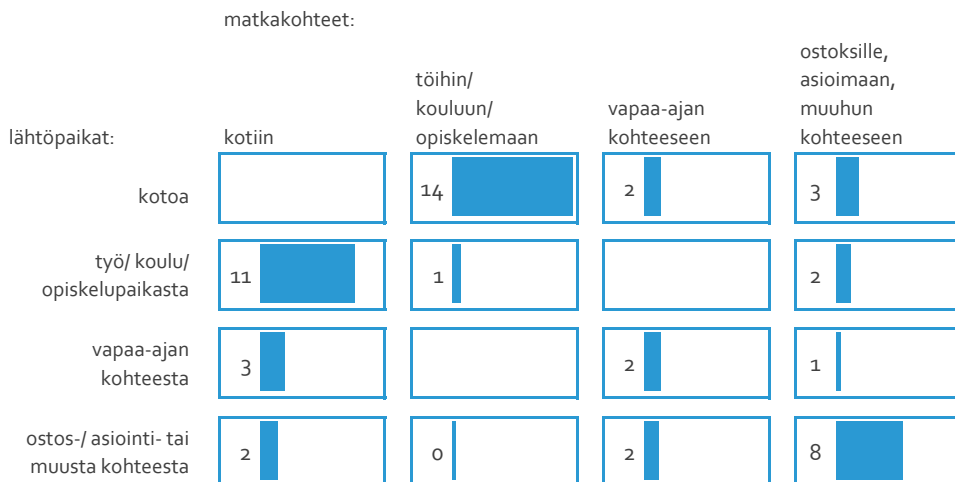 matkakohteet:
lähtöpaikat:
kotiin
töihin/
kouluun/
opiskelemaan
vapaa-ajan
kohteeseen
ostoksille,
asioimaan,
muuhun
kohteeseen
kotoa
14
2
3
työ/ koulu/
opiskelupaikasta
11
1
2
vapaa-ajan
kohteesta
3
2
1
ostos-/ asiointi- tai
muusta kohteesta
2
0
2
8